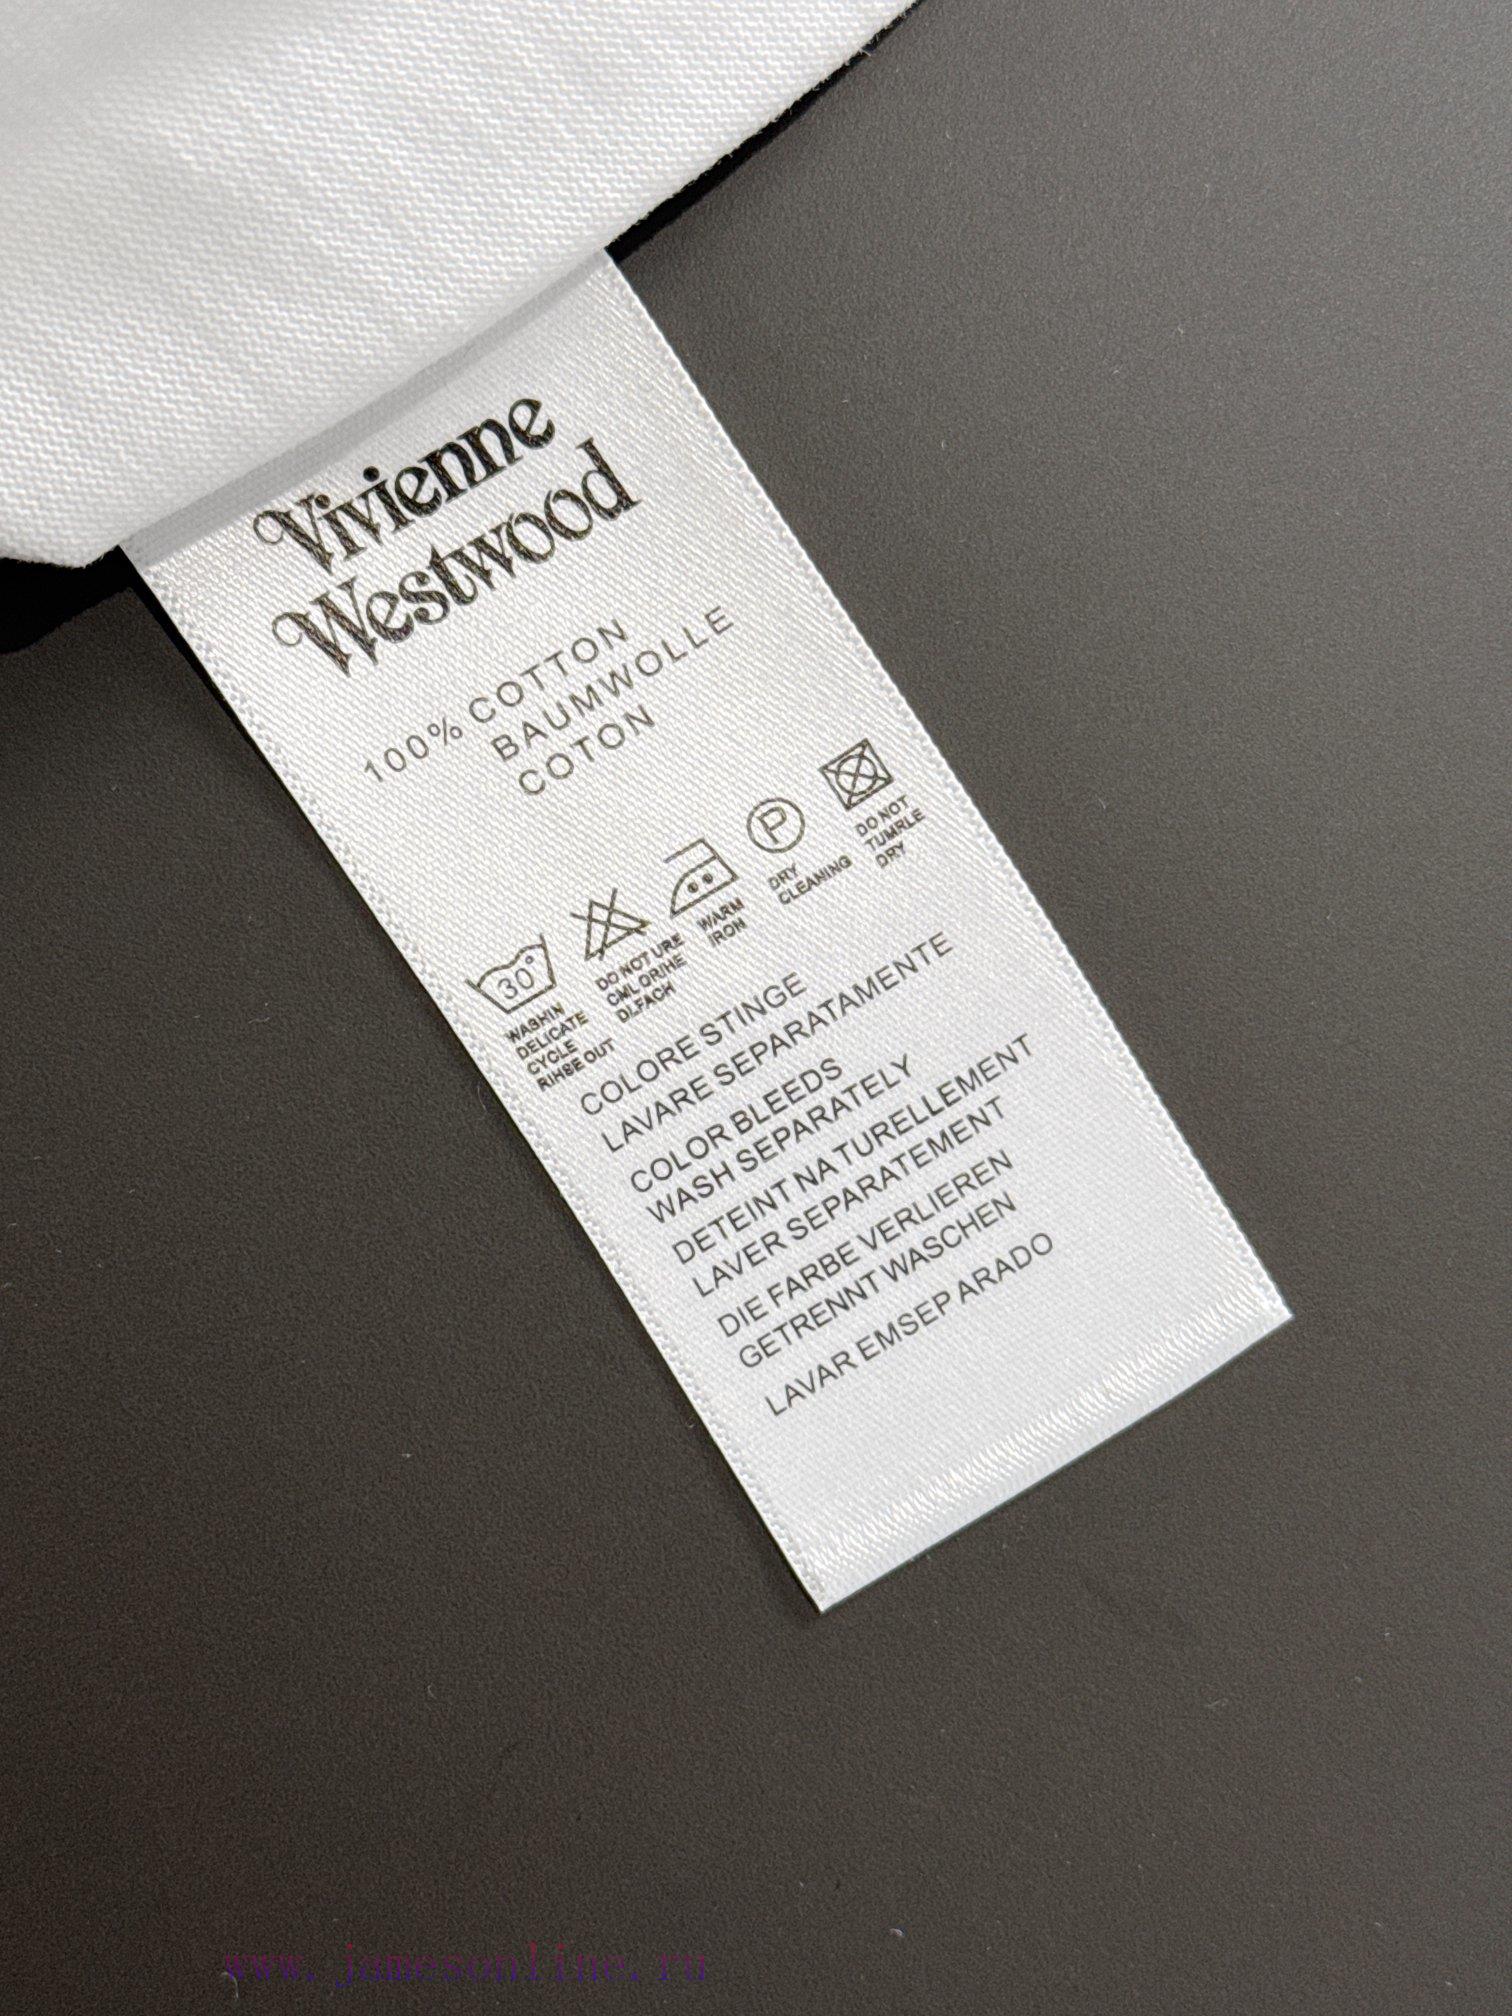 Vivienne
Westwood
100% COTTON
BAUMWOLLE
COTON
30°
P
WASHIN
DELICATE
CYCLE
RIHSE OUT
DO NOT URE
CML ORIHE
DLFACH
WARM
IRON
DRY
CLEANING
DO NOT
TUMRLE
DRY
COLORE STINGE
LAVARE SEPARATAMENTE
COLOR BLEEDS
WASH SEPARATELY
DETEINT NA TURELLEMENT
LAVER SEPARATEMENT
DIE FARBE VERLIEREN
GETRENNT WASCHEN
LAVAR EMSEP ARADO
www.jamesonline.ru